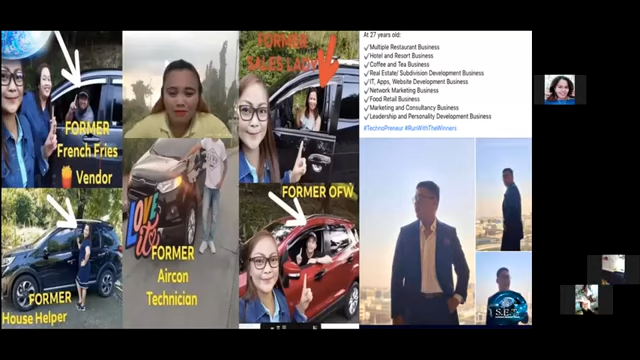 FORMER
French Fries
Vendor
FORMER
House Helper
LOVE
it
FORMER
Aircon
Technician
FORMER
SALES LADY
FORMER OFW
At 27 years old:
✓Multiple Restaurant Business
✓Hotel and Resort Business
✓Coffee and Tea Business
✓Real Estate/ Subdivision Development Business
✓IT, Apps, Website Development Business
✓Network Marketing Business
✓Food Retail Business
✓Marketing and Consultancy Business
✓Leadership and Personality Development Business
#TechnoPreneur #RunWithTheWinners